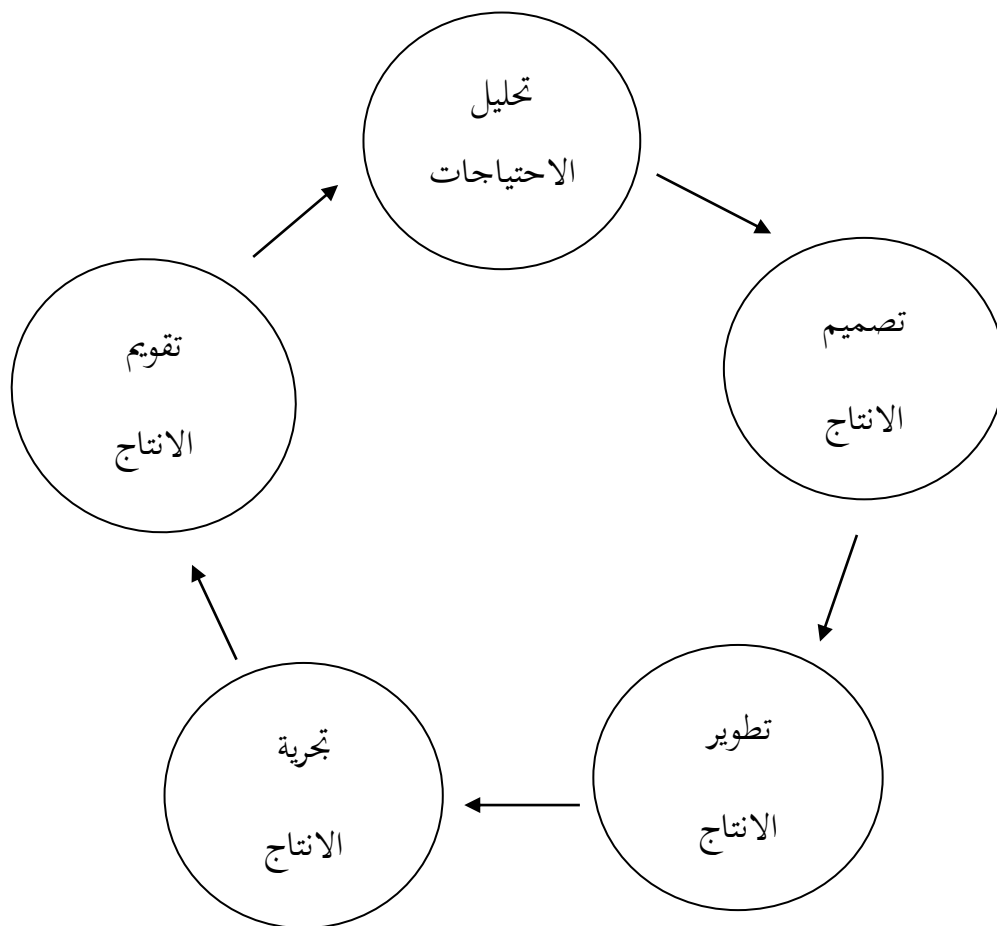 تحليل
الاحتياجات
تصميم
الانتاج
تطوير
الانتاج
تجربة
الانتاج
تقويم
الانتاج